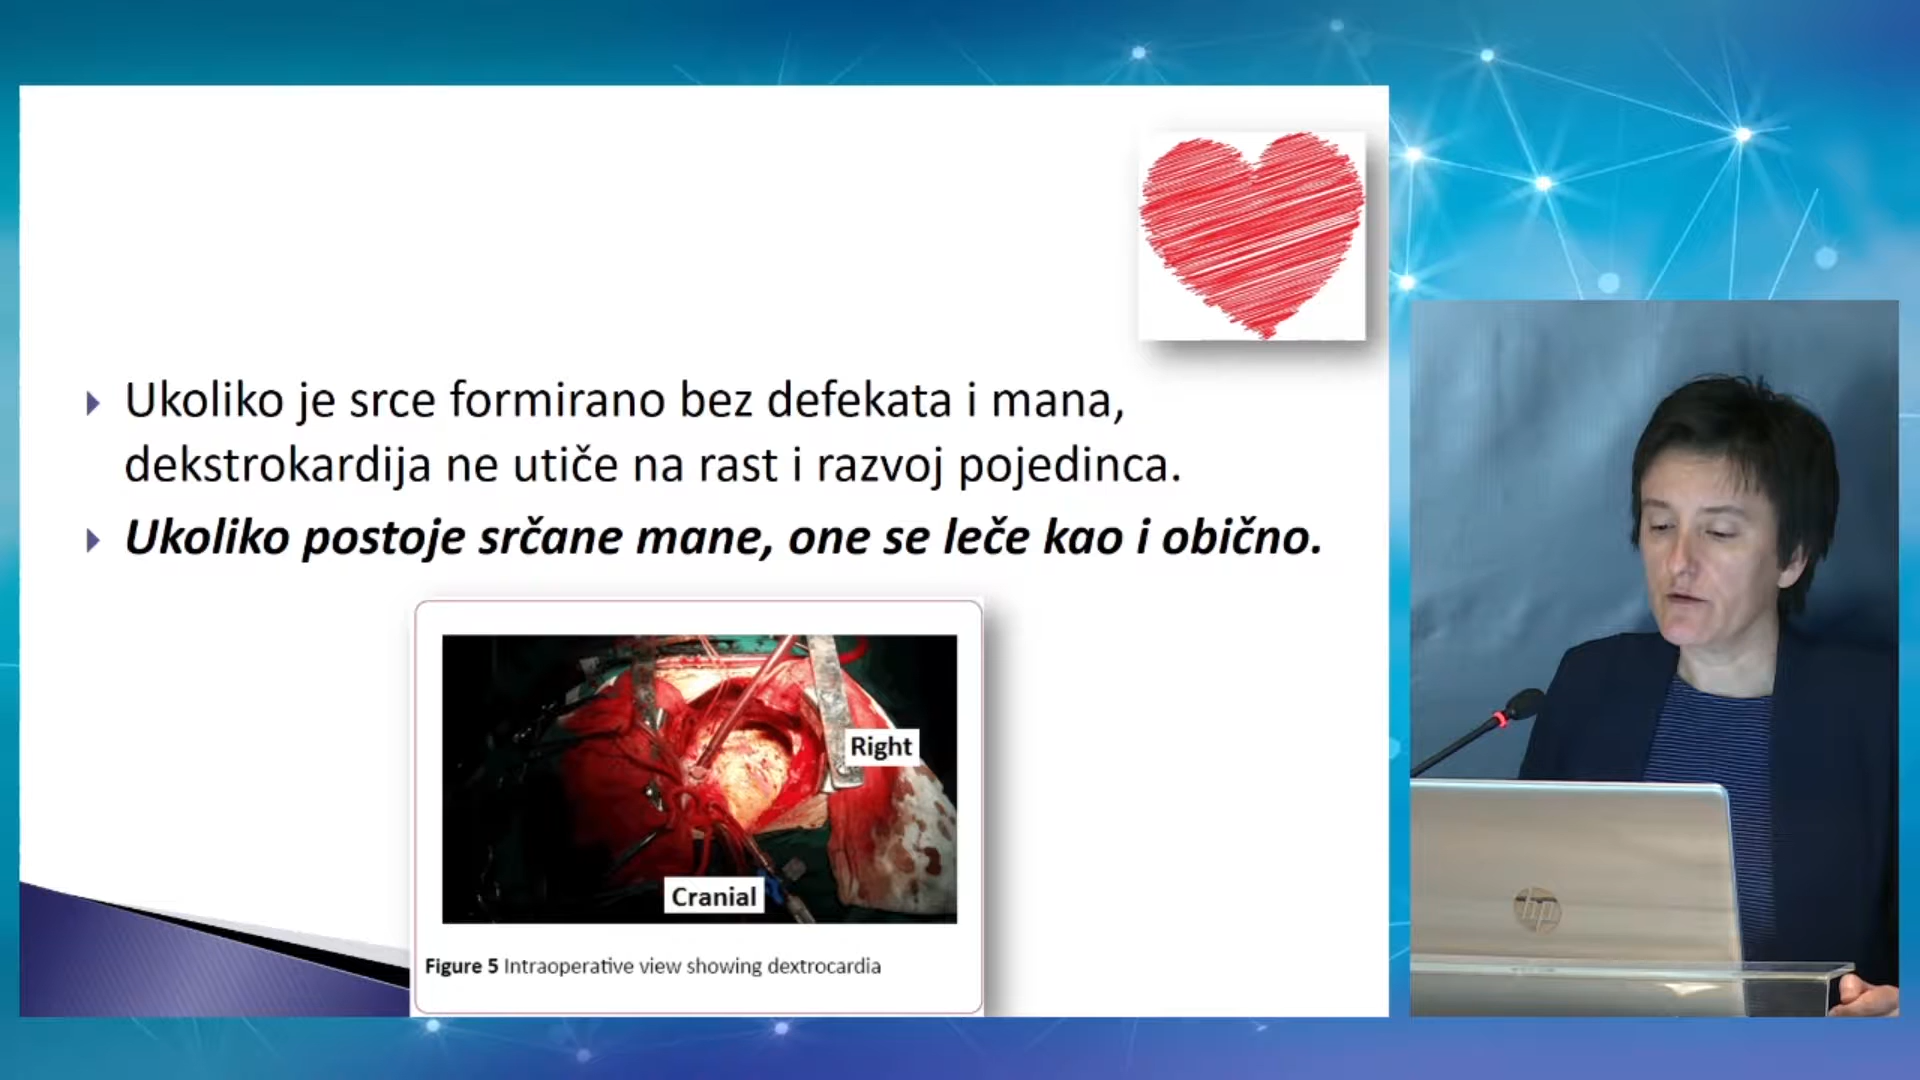 Ukoliko je srce formirano bez defekata i mana,
dekstrokardija ne utiče na rast i razvoj pojedinca.
Ukoliko postoje srčane mane, one se leče kao i obično.
Right
Cranial
Figure 5 Intraoperative view showing dextrocardia
hp